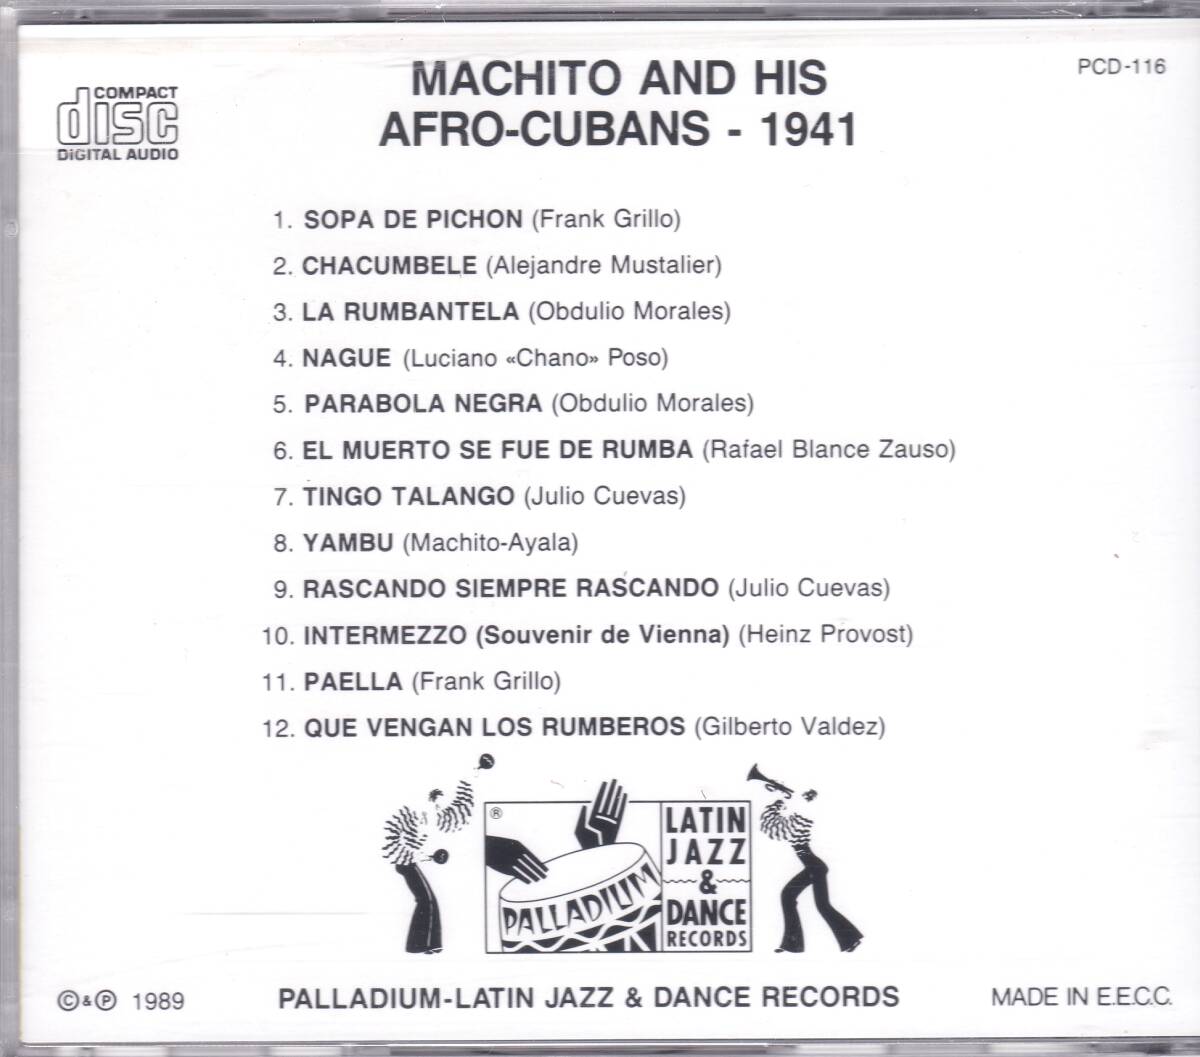 COMPACT
disc
DIGITAL AUDIO
MACHITO AND HIS
AFRO-CUBANS - 1941
PCD-116
1. SOPA DE PICHON (Frank Grillo)
2. CHACUMBELE (Alejandre Mustalier)
3. LA RUMBANTELA (Obdulio Morales)
4. NAGUE (Luciano «Chano» Poso)
5. PARABOLA NEGRA (Obdulio Morales)
6. EL MUERTO SE FUE DE RUMBA (Rafael Blance Zauso)
7. TINGO TALANGO (Julio Cuevas)
8. YAMBU (Machito-Ayala)
9. RASCANDO SIEMPRE RASCANDO (Julio Cuevas)
10. INTERMEZZO (Souvenir de Vienna) (Heinz Provost)
11. PAELLA (Frank Grillo)
12. QUE VENGAN LOS RUMBEROS (Gilberto Valdez)
®
PALLADIUM
LATIN
JAZZ
&
DANCE
RECORDS
© & ℗ 1989
PALLADIUM-LATIN JAZZ & DANCE RECORDS
MADE IN E.E.C.C.